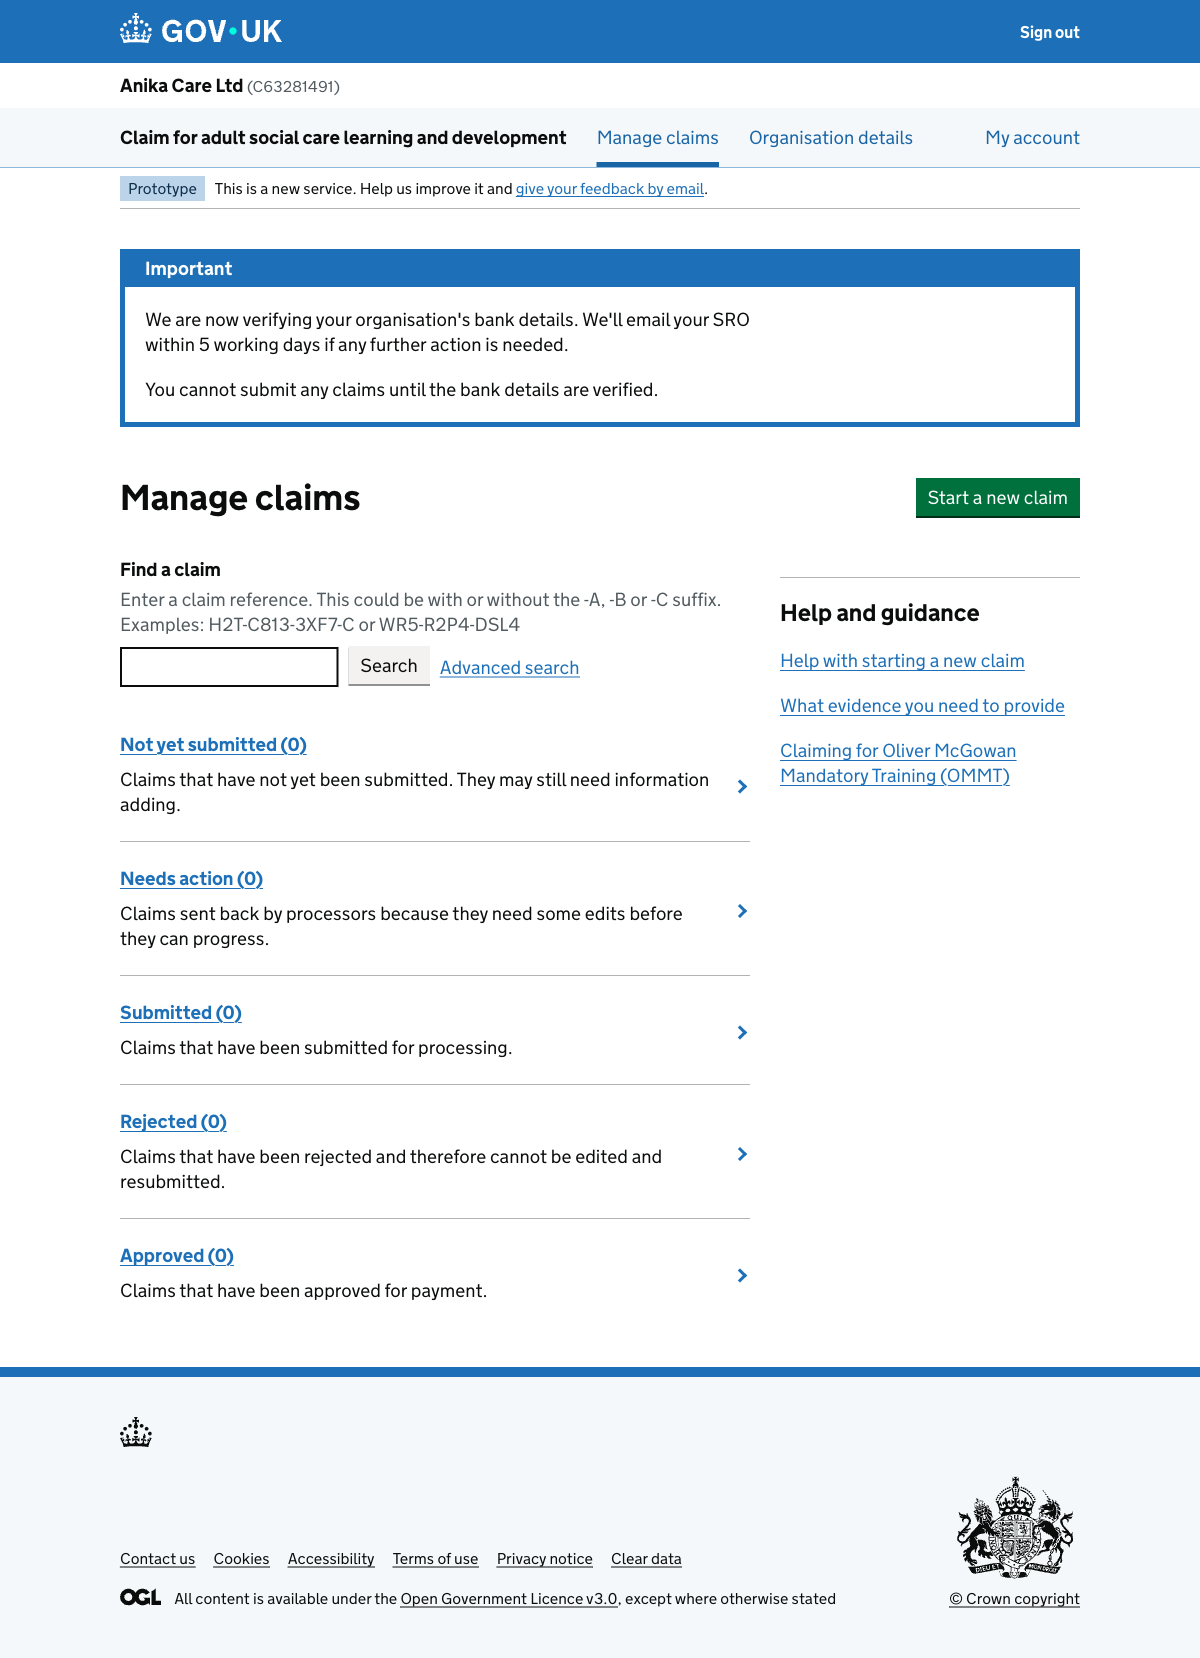 GOV·UK
Sign out
Anika Care Ltd (C63281491)
Claim for adult social care learning and development
Manage claims
Organisation details
My account
Prototype
This is a new service. Help us improve it and give your feedback by email.
Important
We are now verifying your organisation's bank details. We'll email your SRO
within 5 working days if any further action is needed.
You cannot submit any claims until the bank details are verified.
Manage claims
Start a new claim
Find a claim
Enter a claim reference. This could be with or without the -A, -B or -C suffix.
Examples: H2T-C813-3XF7-C or WR5-R2P4-DSL4
Search
Advanced search
Not yet submitted (0)
Claims that have not yet been submitted. They may still need information
adding.
Needs action (0)
Claims sent back by processors because they need some edits before
they can progress.
Submitted (0)
Claims that have been submitted for processing.
Rejected (0)
Claims that have been rejected and therefore cannot be edited and
resubmitted.
Approved (0)
Claims that have been approved for payment.
Help and guidance
Help with starting a new claim
What evidence you need to provide
Claiming for Oliver McGowan
Mandatory Training (OMMT)
Contact us
Cookies
Accessibility
Terms of use
Privacy notice
Clear data
OGL
All content is available under the Open Government Licence v3.0, except where otherwise stated
© Crown copyright